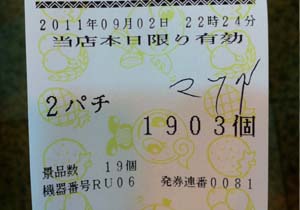 2011年09月02日 22時24分
当店本日限り有効
2パチ
1903個
景品数 19個
機器番号RU06 発券連番0081